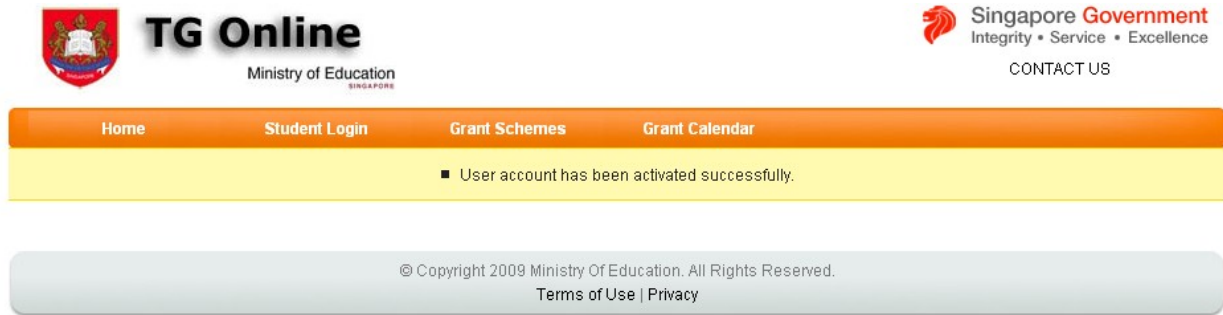 TG Online
Ministry of Education
SINGAPORE
Singapore Government
Integrity • Service • Excellence
CONTACT US
Home Student Login Grant Schemes Grant Calendar
■ User account has been activated successfully.
© Copyright 2009 Ministry Of Education. All Rights Reserved.
Terms of Use | Privacy